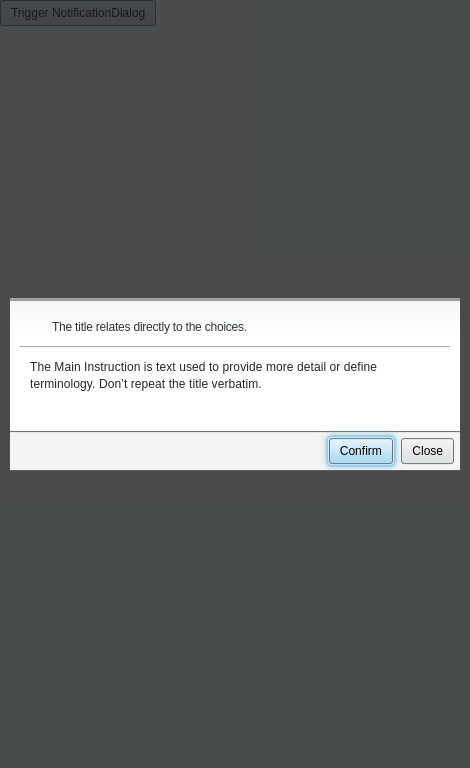 Trigger NotificationDialog
The title relates directly to the choices.
The Main Instruction is text used to provide more detail or define
terminology. Don’t repeat the title verbatim.
Confirm Close